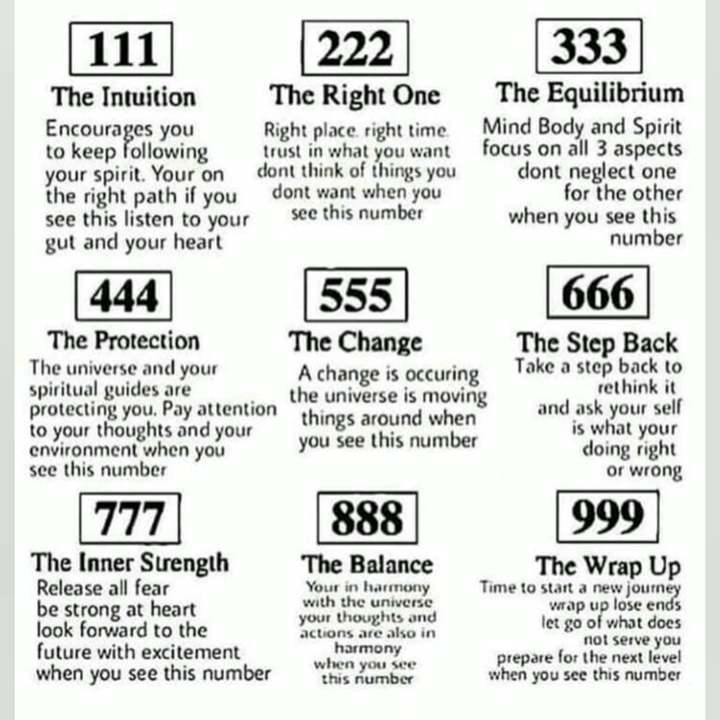 111
The Intuition
Encourages you
to keep following
your spirit. Your on
the right path if you
see this listen to your
gut and your heart
222
The Right One
Right place. right time.
trust in what you want
dont think of things you
dont want when you
see this number
333
The Equilibrium
Mind Body and Spirit
focus on all 3 aspects
dont neglect one
for the other
when you see this
number
444
The Protection
The universe and your
spiritual guides are
protecting you. Pay attention
to your thoughts and your
environment when you
see this number
555
The Change
A change is occuring
the universe is moving
things around when
you see this number
666
The Step Back
Take a step back to
rethink it
and ask your self
is what your
doing right
or wrong
777
The Inner Strength
Release all fear
be strong at heart
look forward to the
future with excitement
when you see this number
888
The Balance
Your in harmony
with the universe
your thoughts and
actions are also in
harmony
when you see
this number
999
The Wrap Up
Time to start a new journey
wrap up lose ends
let go of what does
not serve you
prepare for the next level
when you see this number